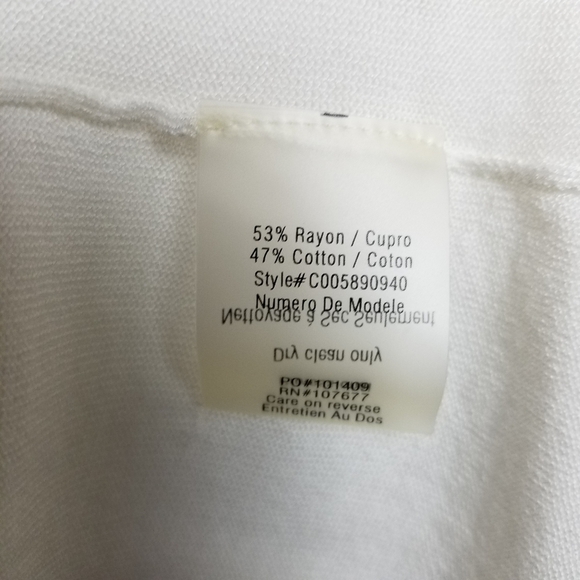 53% Rayon / Cupro
47% Cotton / Coton
Style#C005890940
Numero De Modele
Nettoyage à Sec Seulement
Dry clean only
PO#101409
RN#107677
Care on reverse
Entretien Au Dos